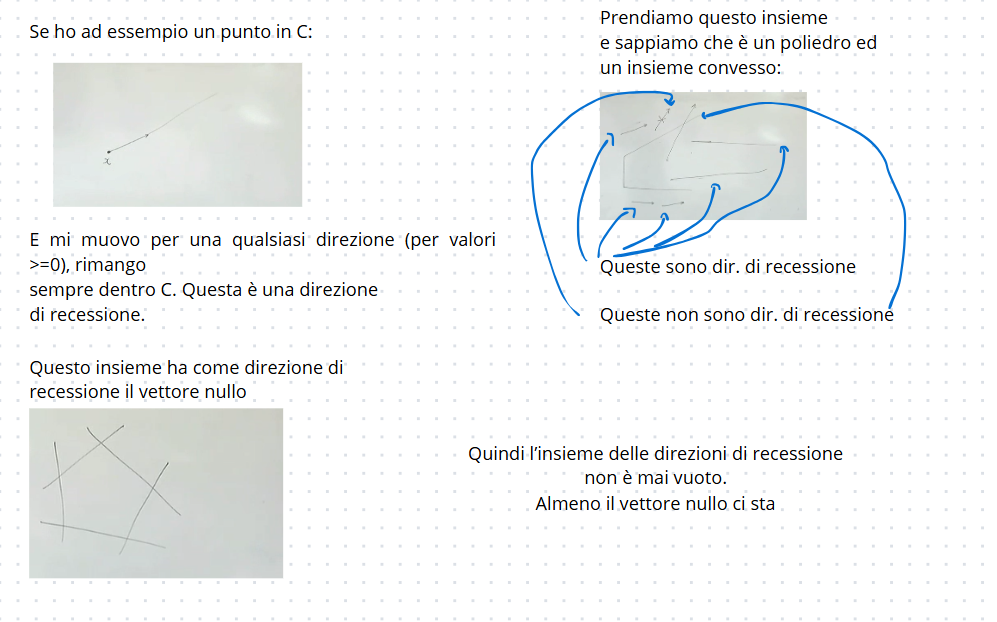 Se ho ad essempio un punto in C:
x
E mi muovo per una qualsiasi direzione (per valori
>=0), rimango
sempre dentro C. Questa è una direzione
di recessione.
Questo insieme ha come direzione di
recessione il vettore nullo
Prendiamo questo insieme
e sappiamo che è un poliedro ed
un insieme convesso:
Queste sono dir. di recessione
Queste non sono dir. di recessione
Quindi l’insieme delle direzioni di recessione
non è mai vuoto.
Almeno il vettore nullo ci sta